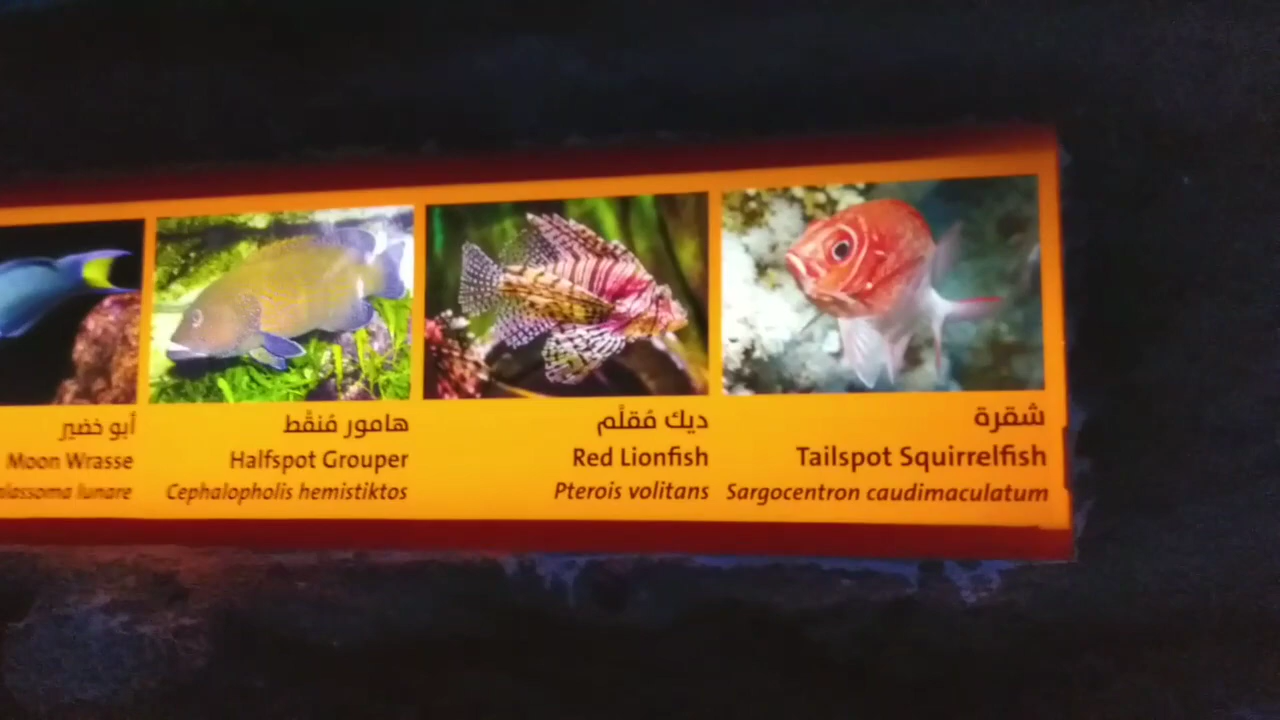 أبو خضير
Moon Wrasse
lunare
هامور مُنقَّط
Halfspot Grouper
Cephalopholis hemistiktos
ديك مُقلَّم
Red Lionfish
Pterois volitans
شقرة
Tailspot Squirrelfish
Sargocentron caudimaculatum